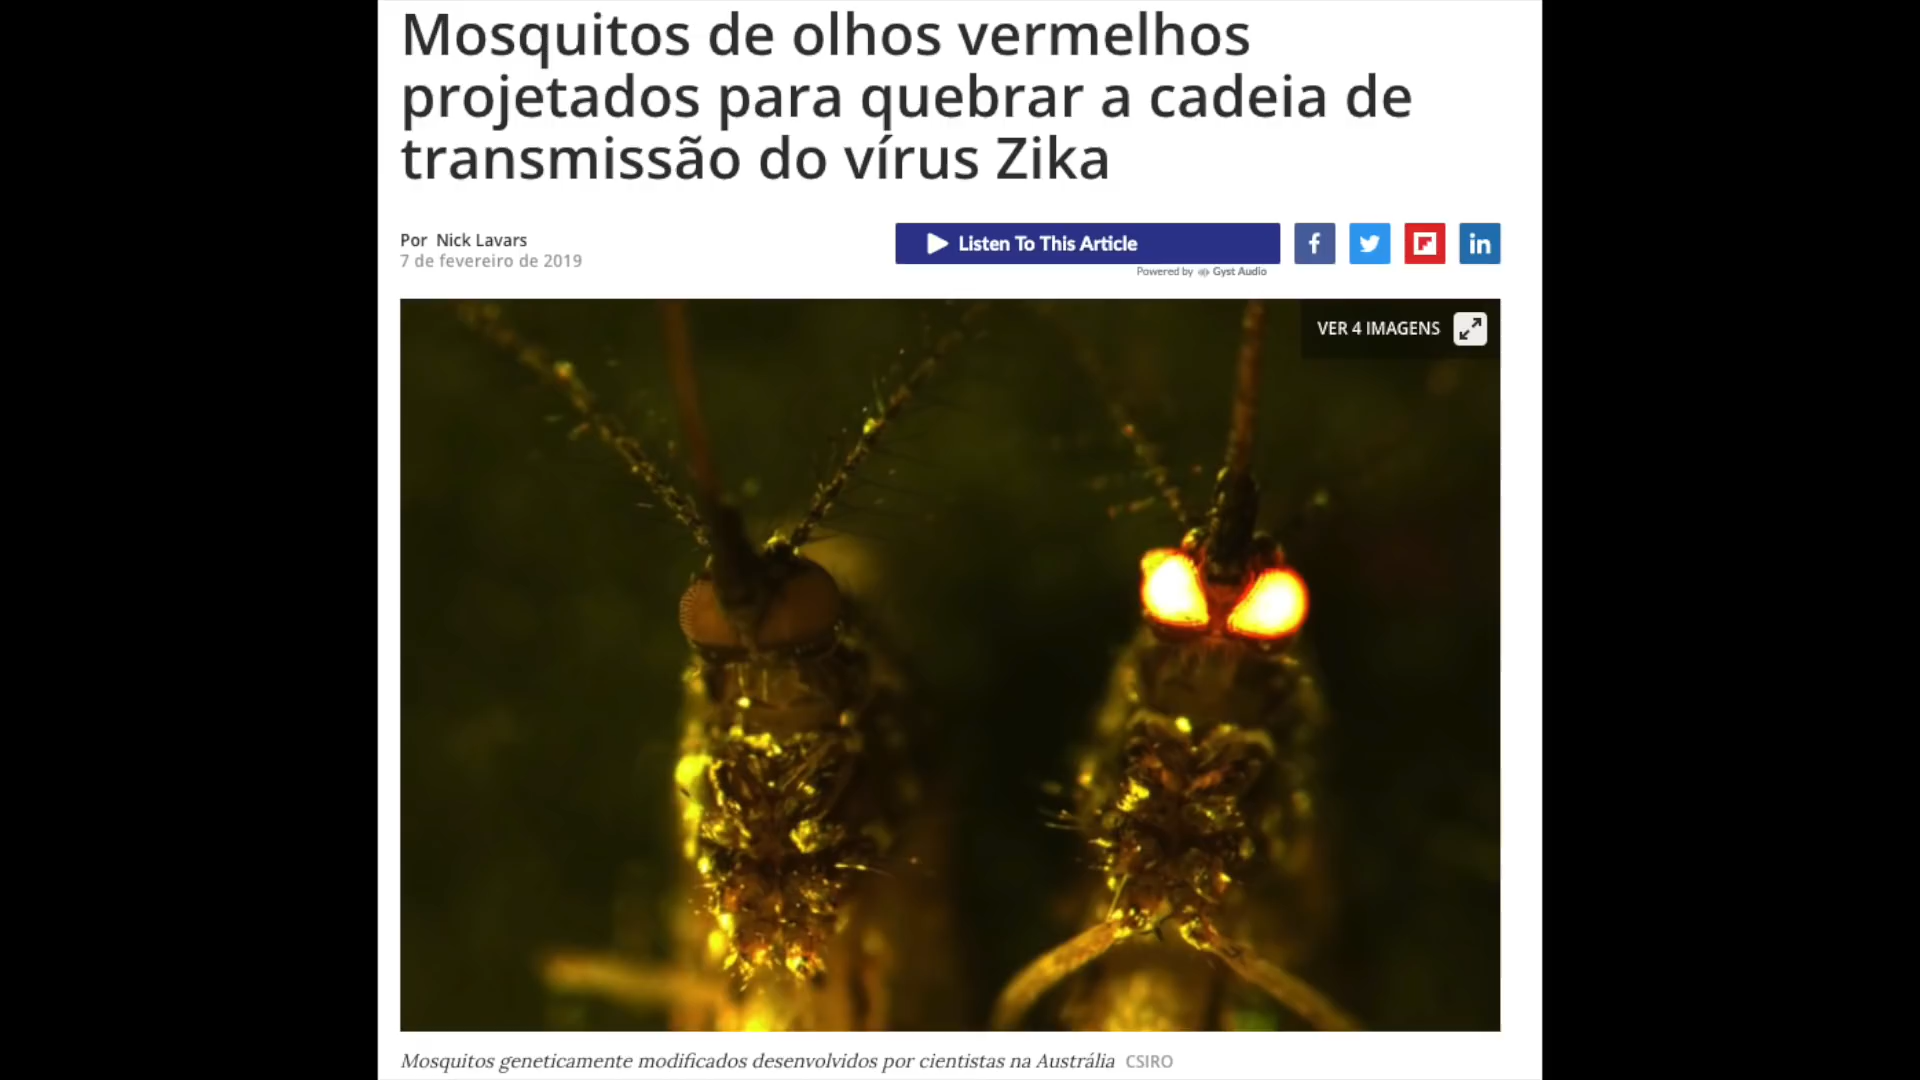 Mosquitos de olhos vermelhos
projetados para quebrar a cadeia de
transmissão do vírus Zika
Por Nick Lavars
7 de fevereiro de 2019
Listen To This Article
Powered by Gyst Audio
VER 4 IMAGENS
Mosquitos geneticamente modificados desenvolvidos por cientistas na Austrália CSIRO